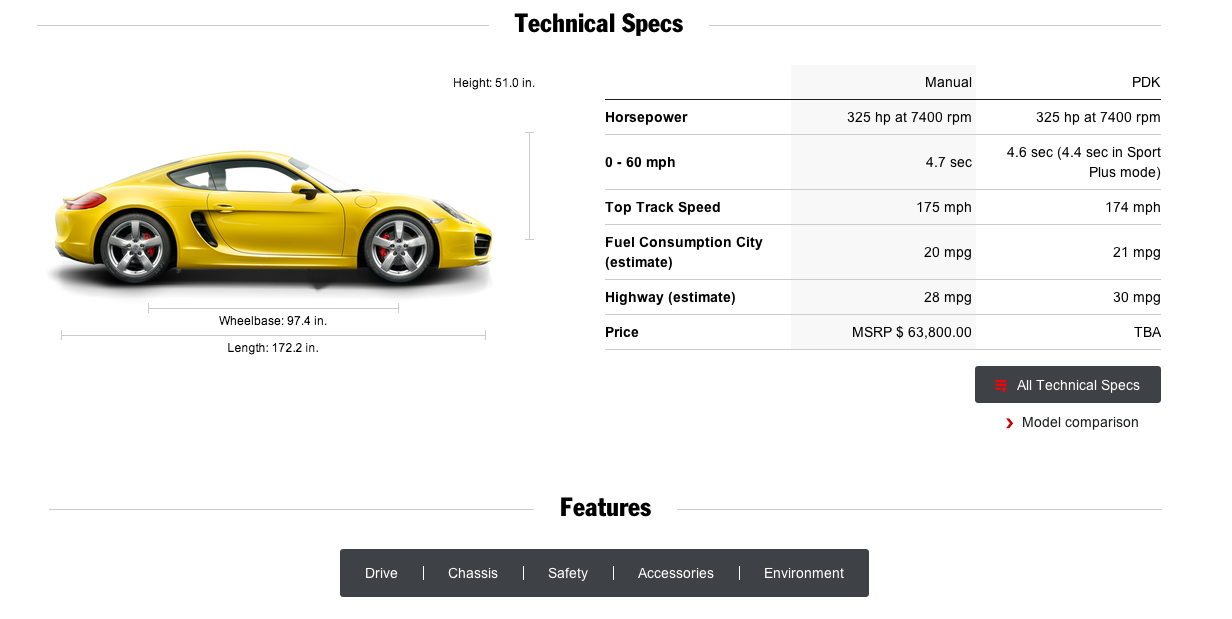 Technical Specs
Height: 51.0 in.
Wheelbase: 97.4 in.
Length: 172.2 in.
Manual PDK
Horsepower 325 hp at 7400 rpm 325 hp at 7400 rpm
0 - 60 mph 4.7 sec 4.6 sec (4.4 sec in Sport
Plus mode)
Top Track Speed 175 mph 174 mph
Fuel Consumption City
(estimate) 20 mpg 21 mpg
Highway (estimate) 28 mpg 30 mpg
Price MSRP $ 63,800.00 TBA
All Technical Specs
Model comparison
Features
Drive Chassis Safety Accessories Environment